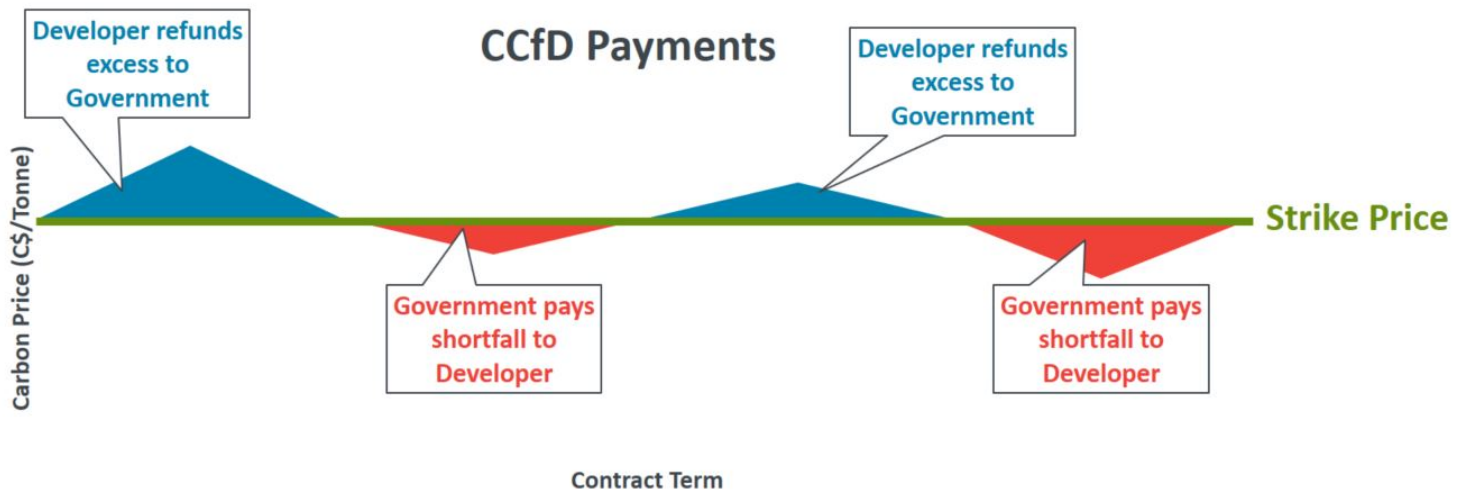 CCfD Payments
Developer refunds
excess to
Government
Developer refunds
excess to
Government
Carbon Price (C$/Tonne)
Strike Price
Government pays
shortfall to
Developer
Government pays
shortfall to
Developer
Contract Term